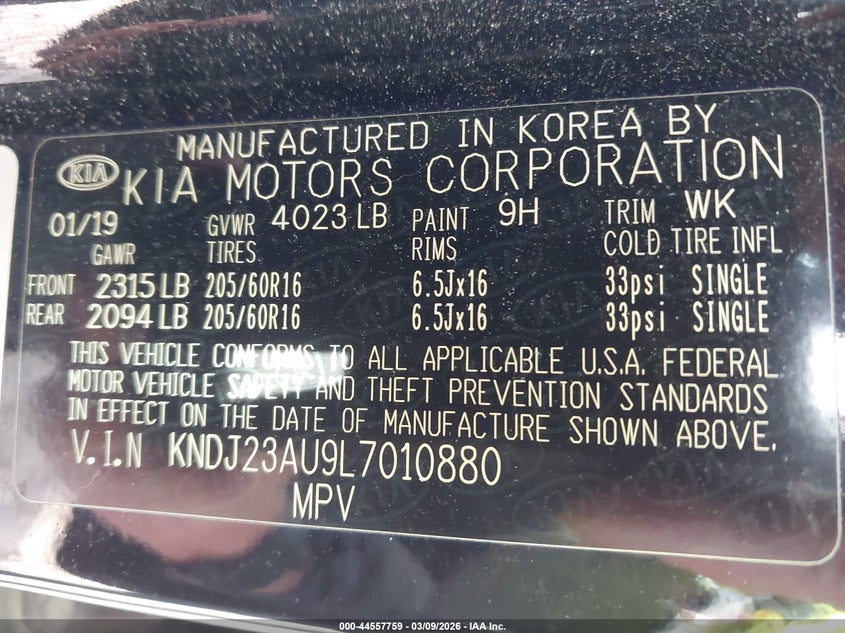 MANUFACTURED IN KOREA BY
KIA KIA MOTORS CORPORATION
01/19 GVWR 4023 LB PAINT 9H TRIM WK
GAWR TIRES RIMS COLD TIRE INFL
FRONT 2315 LB 205/60R16 6.5Jx16 33psi SINGLE
REAR 2094 LB 205/60R16 6.5Jx16 33psi SINGLE
THIS VEHICLE CONFORMS TO ALL APPLICABLE U.S.A. FEDERAL
MOTOR VEHICLE SAFETY AND THEFT PREVENTION STANDARDS
IN EFFECT ON THE DATE OF MANUFACTURE SHOWN ABOVE.
V.I.N KNDJ23AU9L7010880
MPV
000-44557759 — 03/09/2026 — IAA Inc.